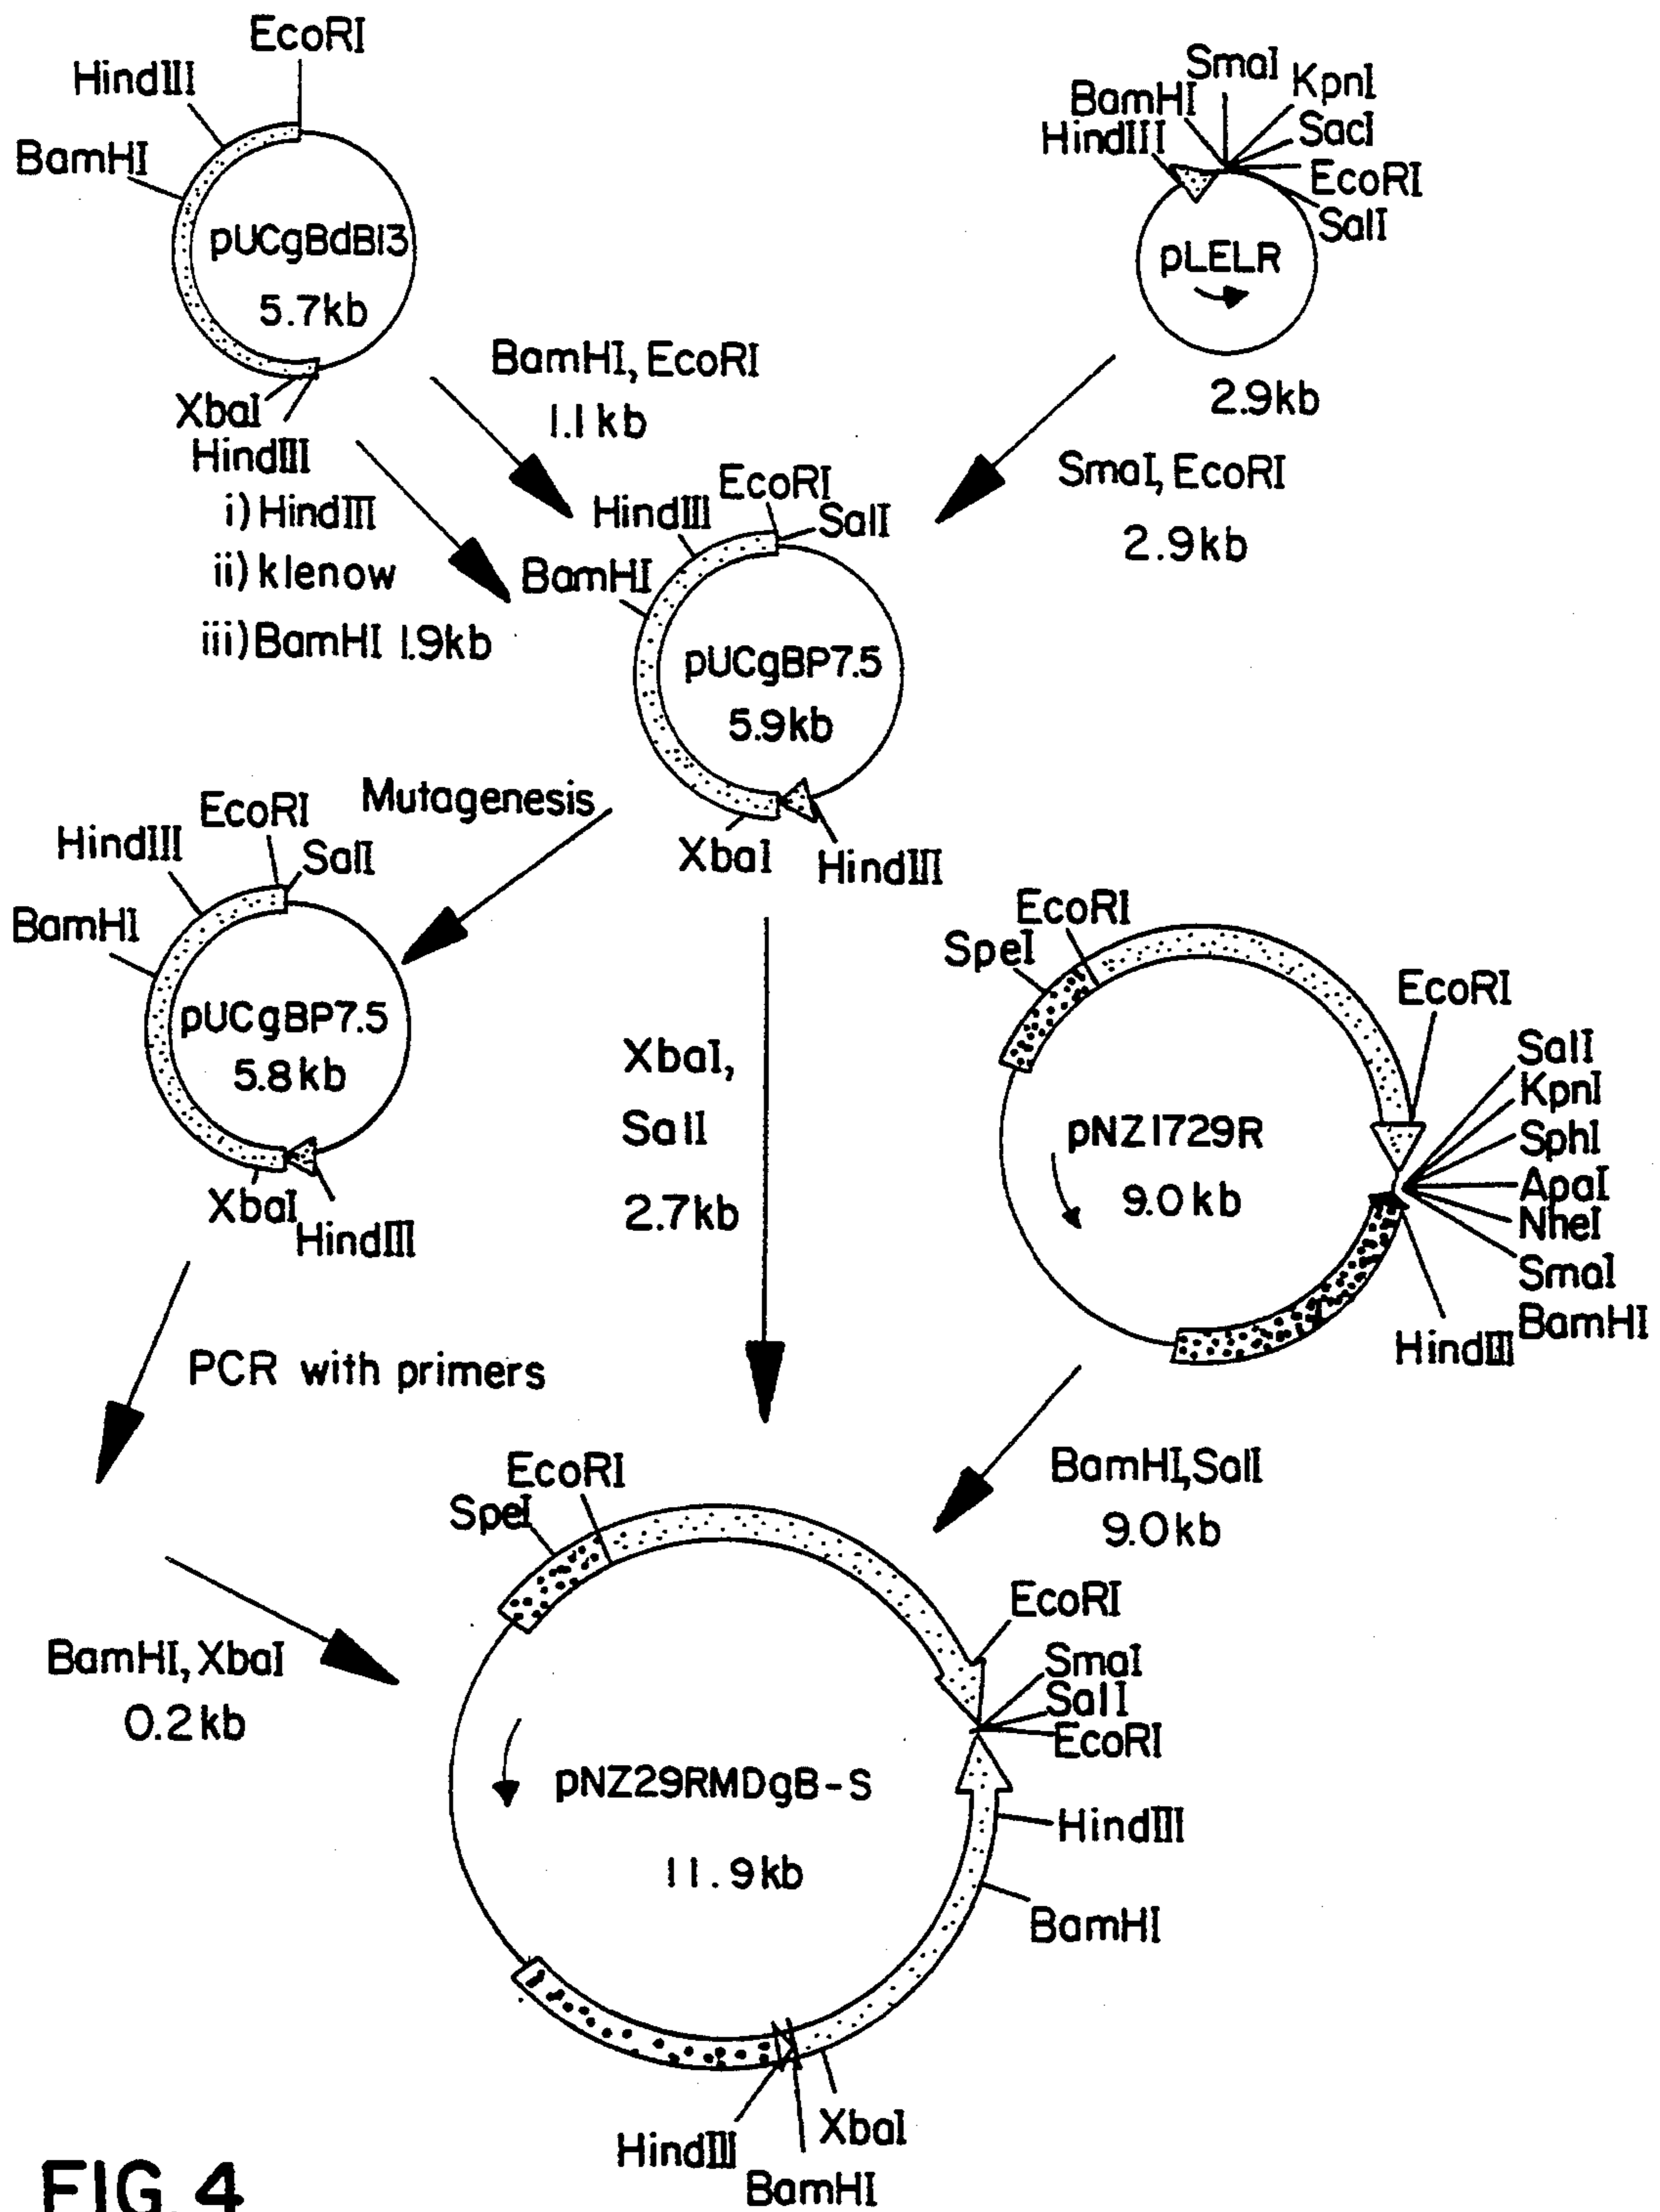 EcoRI
HindIII
BamHI
pUCgBdB13
5.7kb
XbaI
HindIII
SmaI
KpnI
BamHI
SacI
HindIII
EcoRI
SalI
pLELR
2.9kb
BamHI, EcoRI
1.1kb
i) HindIII
ii) klenow
iii) BamHI 1.9kb
SmaI, EcoRI
2.9kb
EcoRI
HindIII
SalI
BamHI
pUCgBP7.5
5.9kb
XbaI
HindIII
Mutagenesis
EcoRI
HindIII
SalI
BamHI
pUCgBP7.5
5.8kb
XbaI
HindIII
XbaI,
SalI
2.7kb
EcoRI
SpeI
EcoRI
SalI
KpnI
SphI
ApaI
NheI
SmaI
BamHI
HindIII
pNZ1729R
9.0kb
PCR with primers
BamHI,SalI
9.0kb
BamHI, XbaI
0.2kb
EcoRI
SpeI
EcoRI
SmaI
SalI
EcoRI
pNZ29RMDgB-S
11.9kb
HindIII
BamHI
XbaI
HindIII
BamHI
FIG. 4